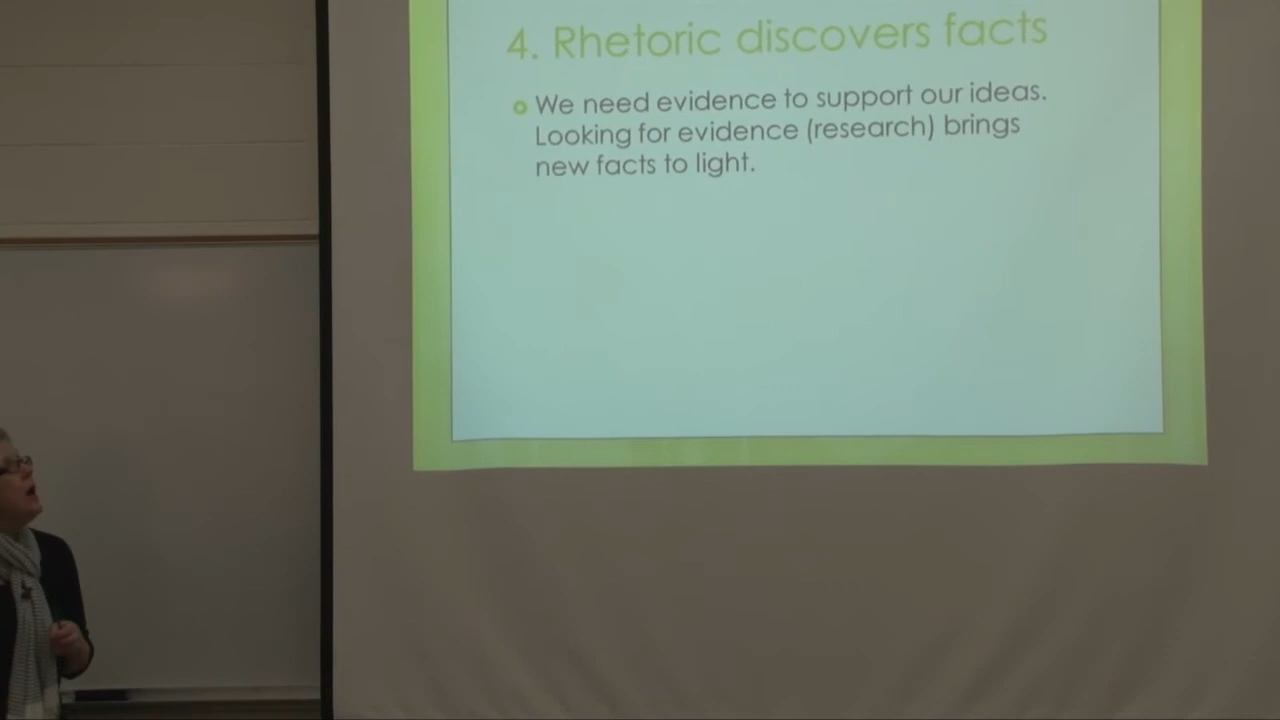 4. Rhetoric discovers facts
We need evidence to support our ideas.
Looking for evidence (research) brings
new facts to light.